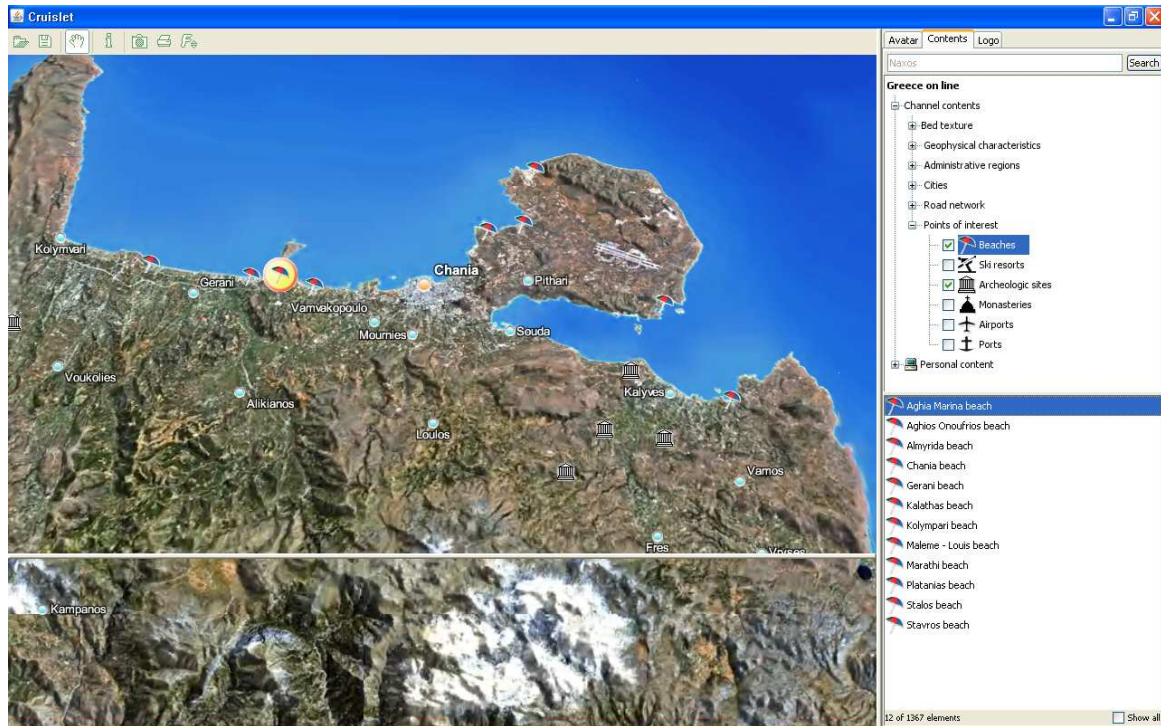 Cruislet
Avatar
Contents
Logo
Naxos
Search
Greece on line
Channel contents
Bed texture
Geophysical characteristics
Administrative regions
Cities
Road network
Points of interest
Beaches
Ski resorts
Archeologic sites
Monasteries
Airports
Ports
Personal content
Aghia Marina beach
Aghios Onoufrios beach
Almyrida beach
Chania beach
Gerani beach
Kalathas beach
Kolympari beach
Maleme - Louis beach
Marathi beach
Platanias beach
Stalos beach
Stavros beach
12 of 1367 elements
Show all
Kolymvari
Gerani
Chania
Pithari
Vamvakopoulo
Mournies
Souda
Voukolies
Alikianos
Kalyves
Loulos
Vamos
Fres
Vryses
Kampanos